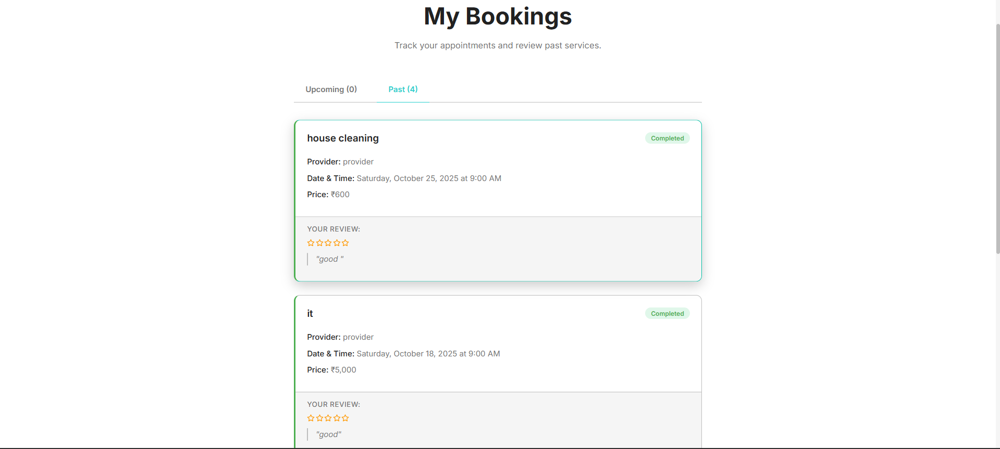 My Bookings
Track your appointments and review past services.
Upcoming (0) Past (4)
house cleaning Completed
Provider: provider
Date & Time: Saturday, October 25, 2025 at 9:00 AM
Price: ₹600
YOUR REVIEW:
"good "
it Completed
Provider: provider
Date & Time: Saturday, October 18, 2025 at 9:00 AM
Price: ₹5,000
YOUR REVIEW:
"good"